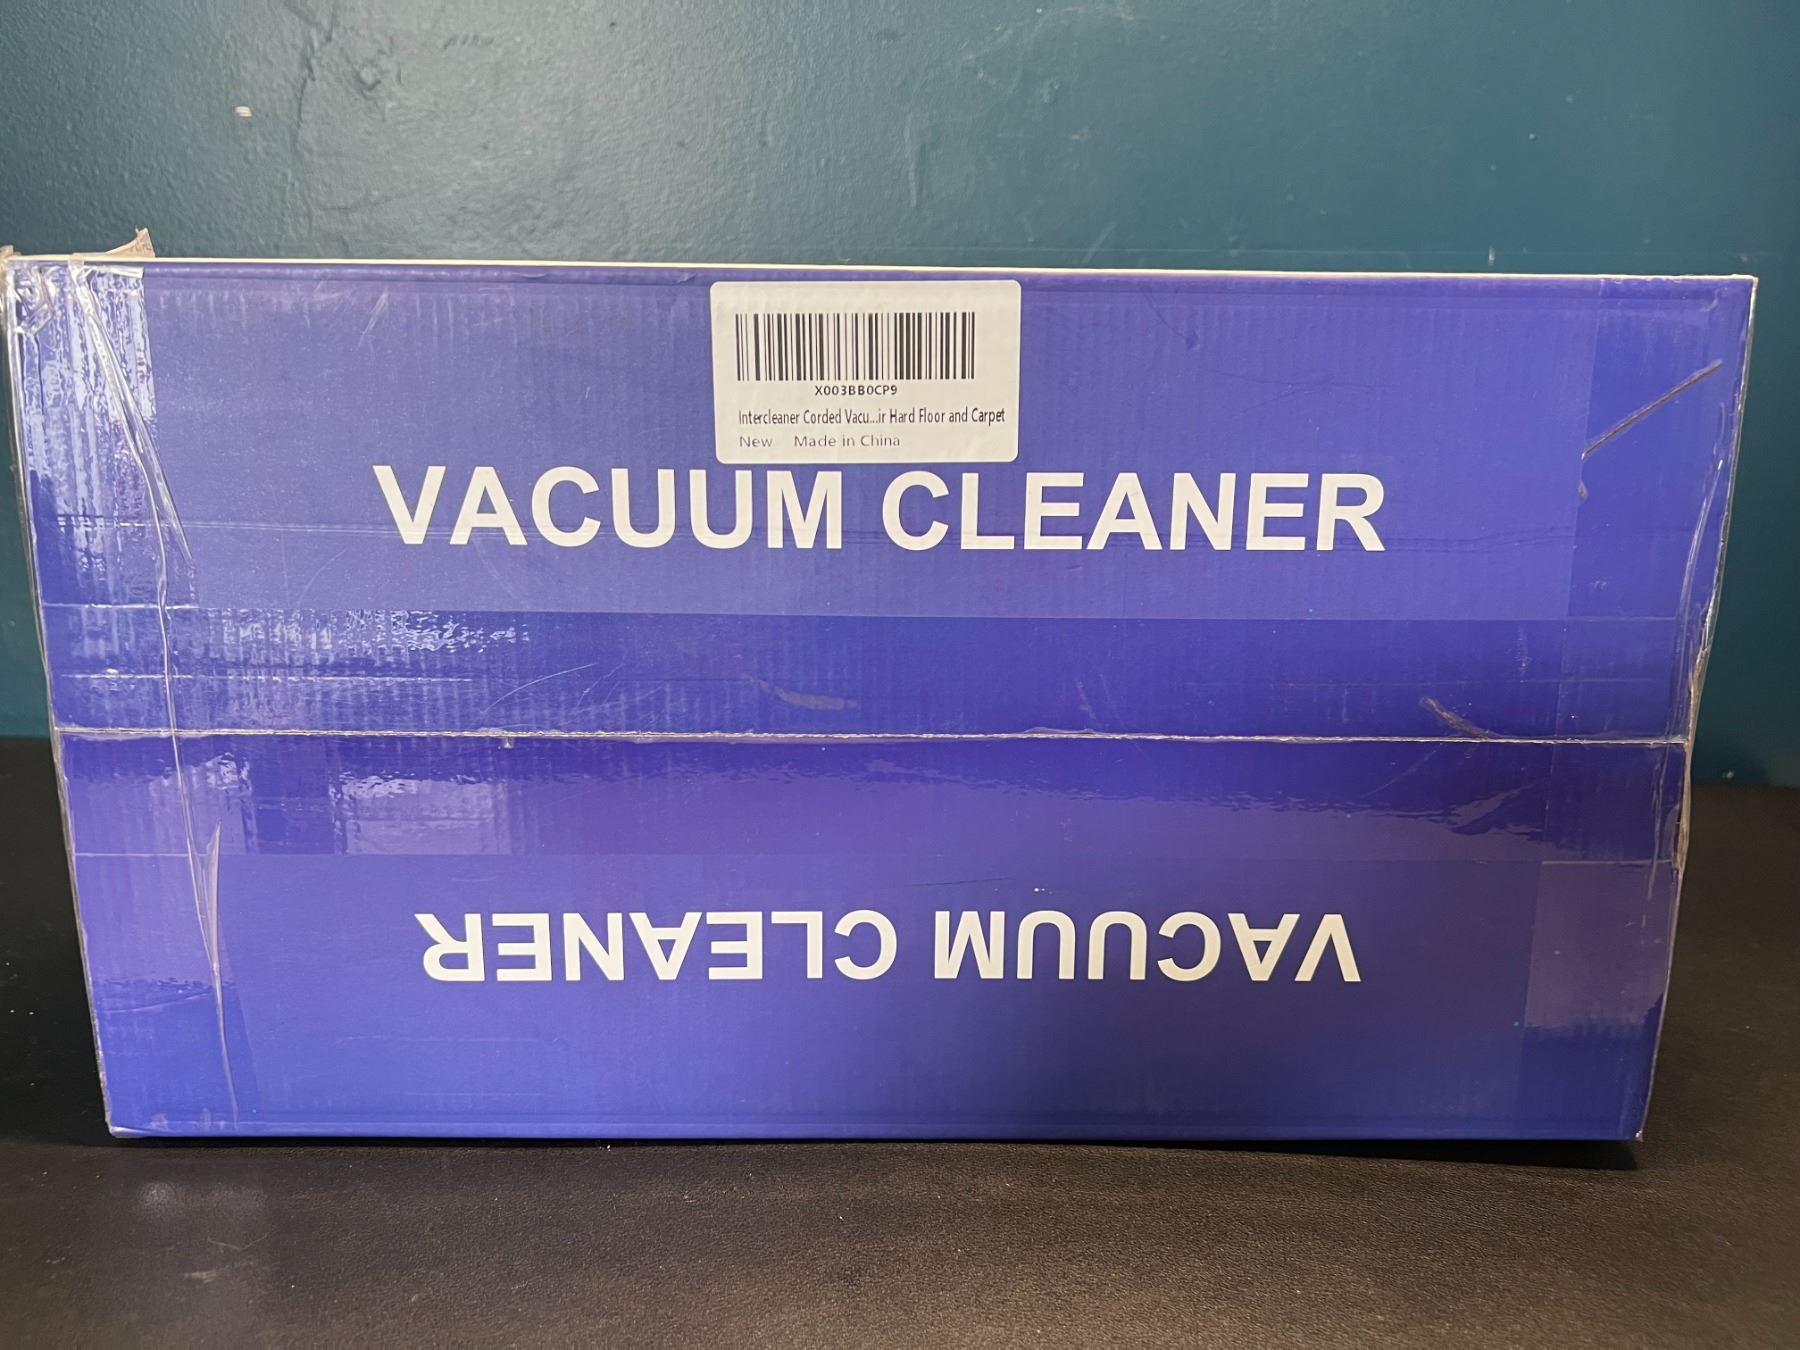 X003BB0CP9
Intercleaner Corded Vacu...ir Hard Floor and Carpet
New Made in China
VACUUM CLEANER
VACUUM CLEANER